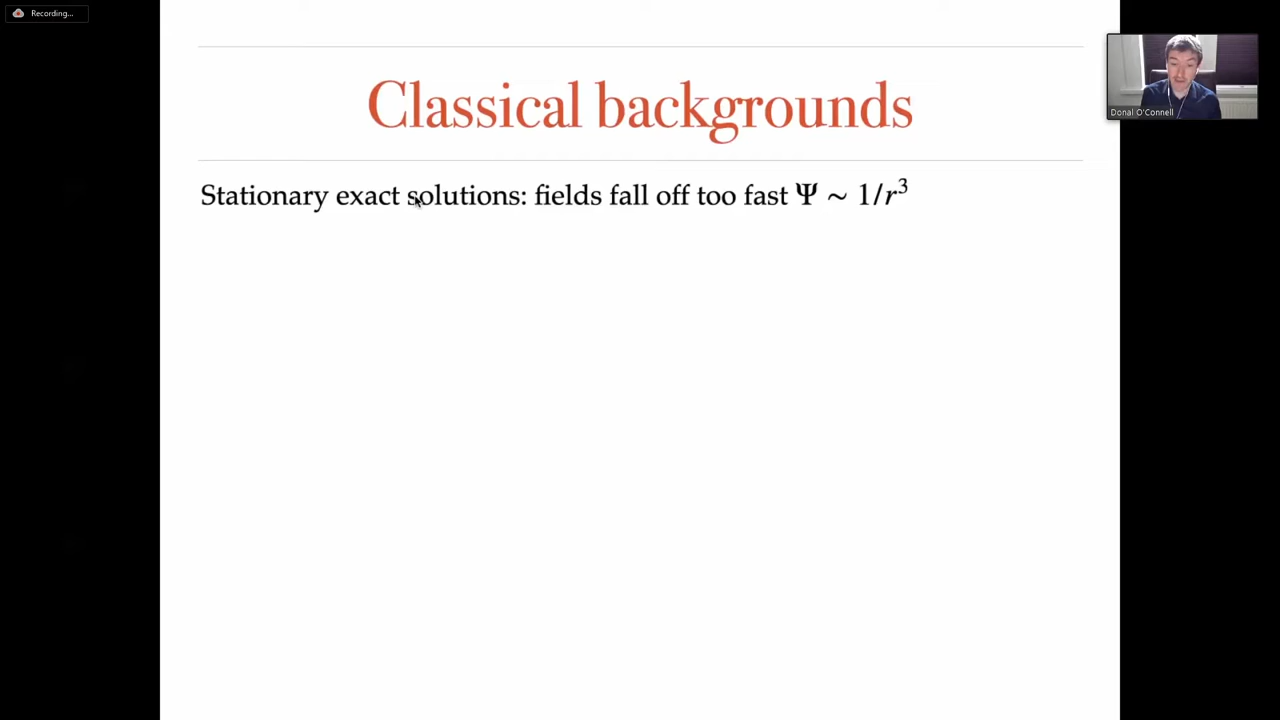 Recording...
Classical backgrounds
Donal O'Connell
Stationary exact solutions: fields fall off too fast Ψ ∼ 1/r³